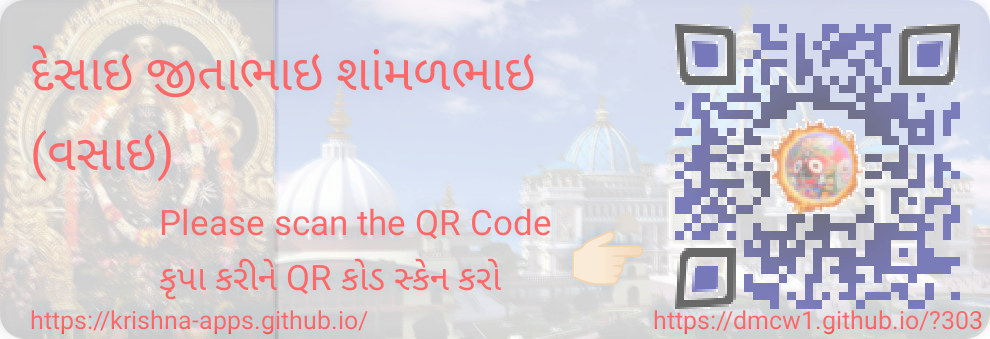 દેસાઇ જીતાભાઇ શાંમળભાઇ
(વસાઇ)
Please scan the QR Code
કૃપા કરીને QR કોડ સ્કેન કરો
https://krishna-apps.github.io/
https://dmcw1.github.io/?303